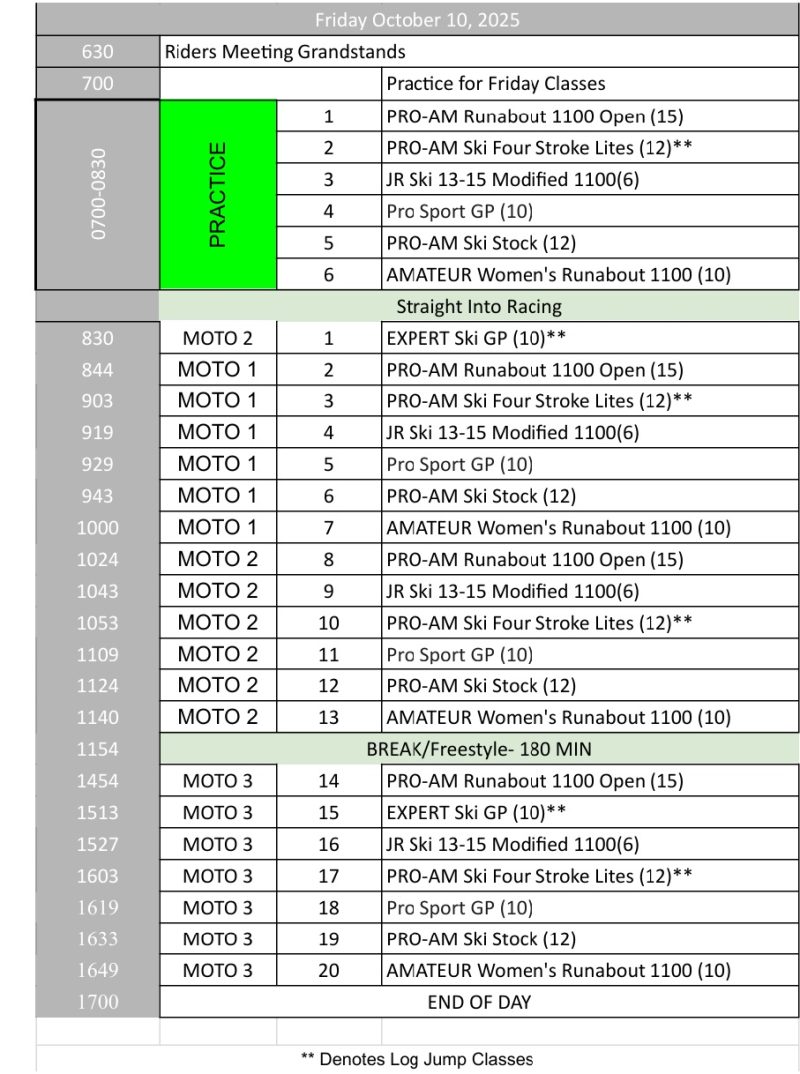 Friday October 10, 2025
630 Riders Meeting Grandstands
700 Practice for Friday Classes
0700-0830 PRACTICE
1 PRO-AM Runabout 1100 Open (15)
2 PRO-AM Ski Four Stroke Lites (12)**
3 JR Ski 13-15 Modified 1100(6)
4 Pro Sport GP (10)
5 PRO-AM Ski Stock (12)
6 AMATEUR Women's Runabout 1100 (10)
Straight Into Racing
830 MOTO 2 1 EXPERT Ski GP (10)**
844 MOTO 1 2 PRO-AM Runabout 1100 Open (15)
903 MOTO 1 3 PRO-AM Ski Four Stroke Lites (12)**
919 MOTO 1 4 JR Ski 13-15 Modified 1100(6)
929 MOTO 1 5 Pro Sport GP (10)
943 MOTO 1 6 PRO-AM Ski Stock (12)
1000 MOTO 1 7 AMATEUR Women's Runabout 1100 (10)
1024 MOTO 2 8 PRO-AM Runabout 1100 Open (15)
1043 MOTO 2 9 JR Ski 13-15 Modified 1100(6)
1053 MOTO 2 10 PRO-AM Ski Four Stroke Lites (12)**
1109 MOTO 2 11 Pro Sport GP (10)
1124 MOTO 2 12 PRO-AM Ski Stock (12)
1140 MOTO 2 13 AMATEUR Women's Runabout 1100 (10)
1154 BREAK/Freestyle- 180 MIN
1454 MOTO 3 14 PRO-AM Runabout 1100 Open (15)
1513 MOTO 3 15 EXPERT Ski GP (10)**
1527 MOTO 3 16 JR Ski 13-15 Modified 1100(6)
1603 MOTO 3 17 PRO-AM Ski Four Stroke Lites (12)**
1619 MOTO 3 18 Pro Sport GP (10)
1633 MOTO 3 19 PRO-AM Ski Stock (12)
1649 MOTO 3 20 AMATEUR Women's Runabout 1100 (10)
1700 END OF DAY
** Denotes Log Jump Classes